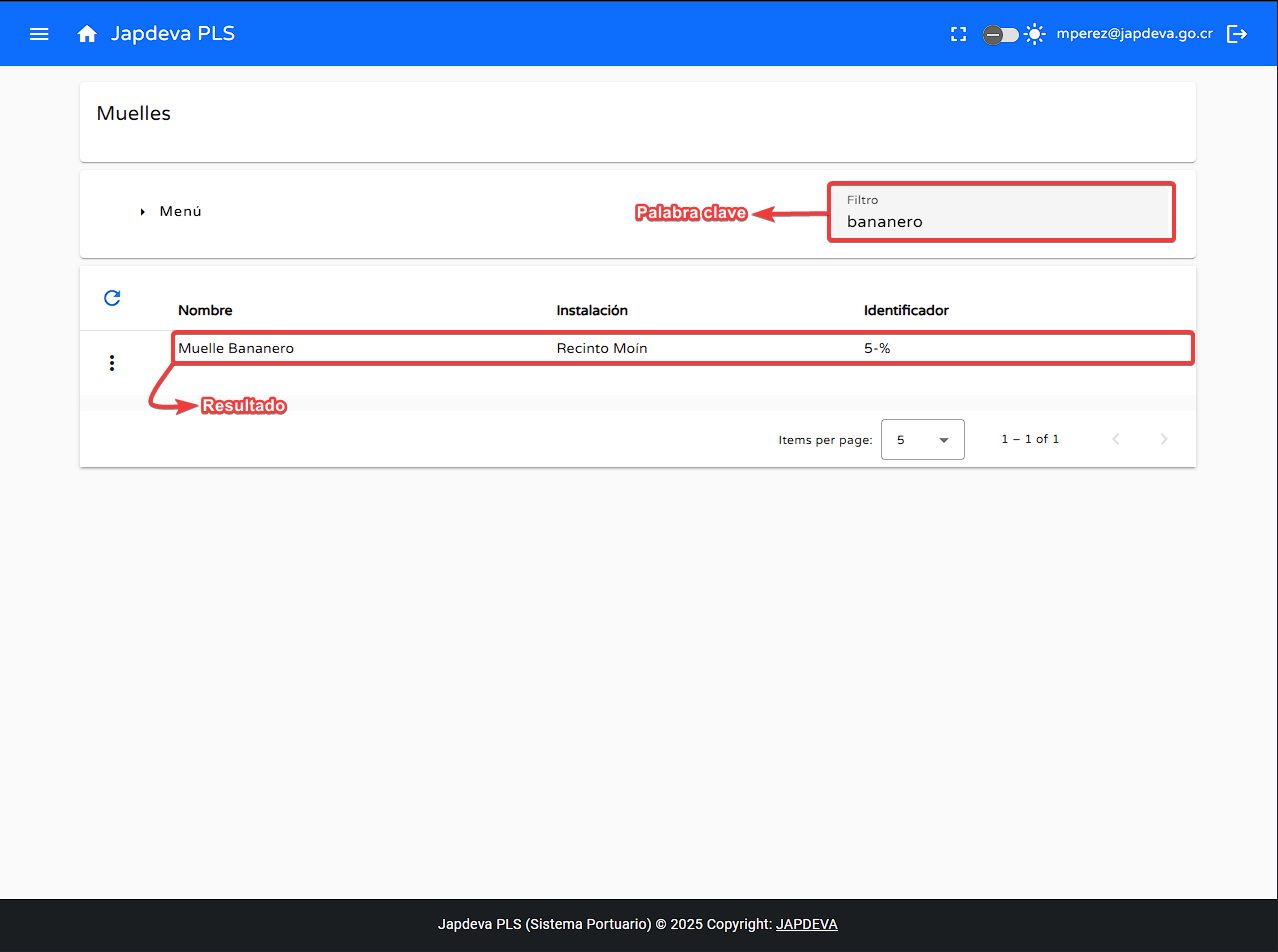 Japdeva PLS
mperez@japdeva.go.cr
Muelles
Menú
Palabra clave
Filtro
bananero
Nombre Instalación Identificador
Muelle Bananero Recinto Moín 5-%
Resultado
Items per page: 5 1 – 1 of 1
Japdeva PLS (Sistema Portuario) © 2025 Copyright: JAPDEVA